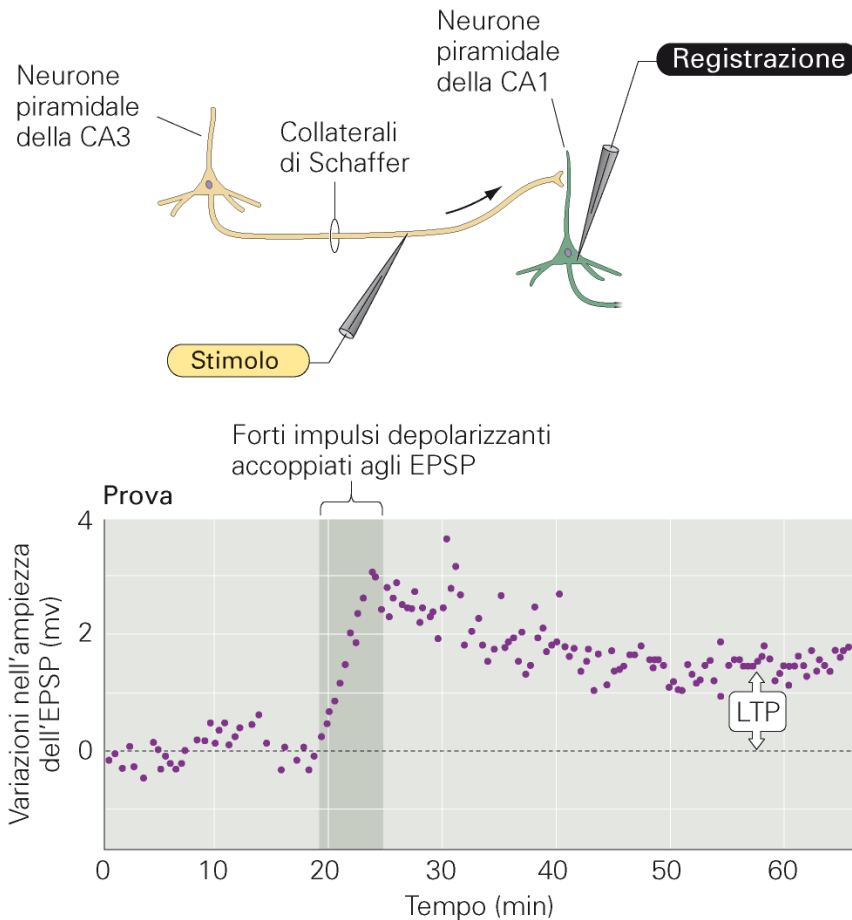 Neurone
piramidale
della CA3
Collaterali
di Schaffer
Neurone
piramidale
della CA1
Registrazione
Stimolo
Forti impulsi depolarizzanti
accoppiati agli EPSP
Prova
Variazioni nell'ampiezza
dell'EPSP (mv)
4
2
0
LTP
0
10
20
30
40
50
60
Tempo (min)